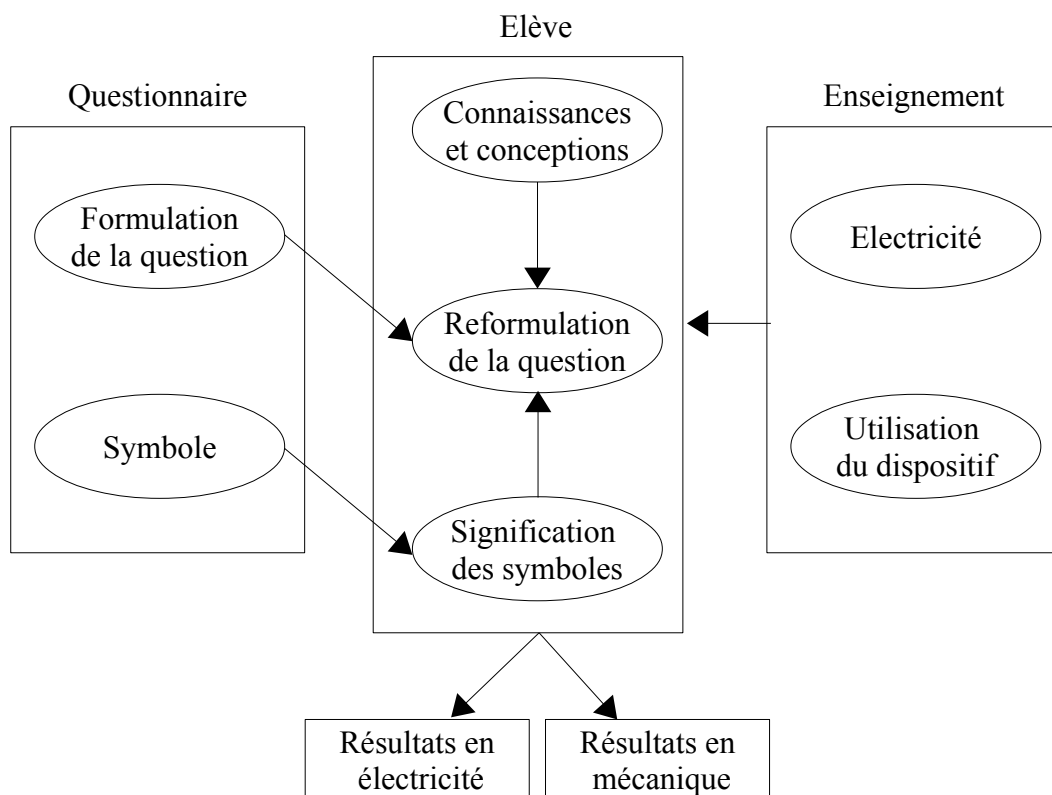 Elève
Questionnaire
Enseignement
Connaissances
et conceptions
Formulation
de la question
Electricité
Reformulation
de la question
Symbole
Utilisation
du dispositif
Signification
des symboles
Résultats en
électricité
Résultats en
mécanique